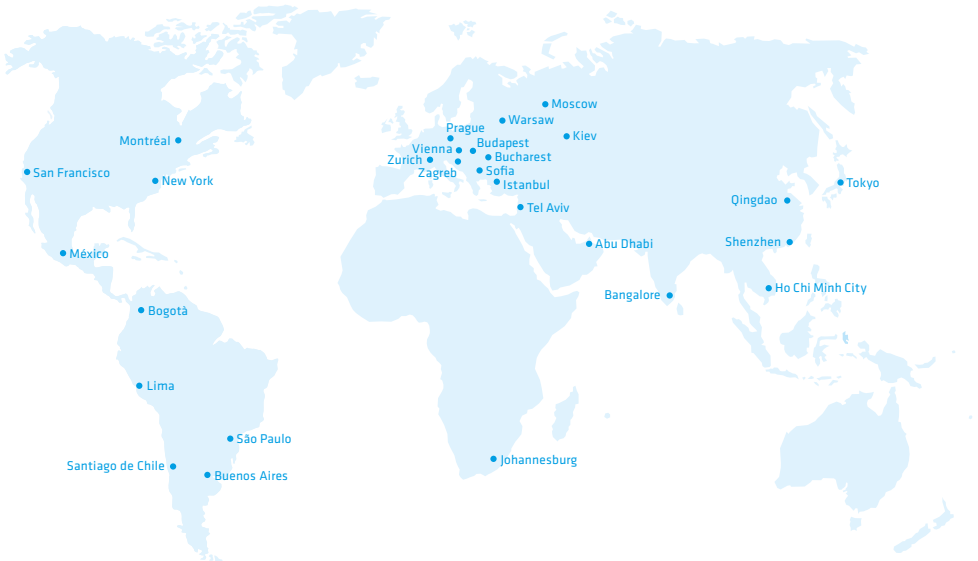 Moscow
Warsaw
Prague
Kiev
Montréal
Budapest
Vienna
Bucharest
Zurich
San Francisco
Zagreb
Sofia
New York
Istanbul
Tokyo
Qingdao
Tel Aviv
Shenzhen
Abu Dhabi
México
Ho Chi Minh City
Bangalore
Bogotà
Lima
São Paulo
Johannesburg
Santiago de Chile
Buenos Aires